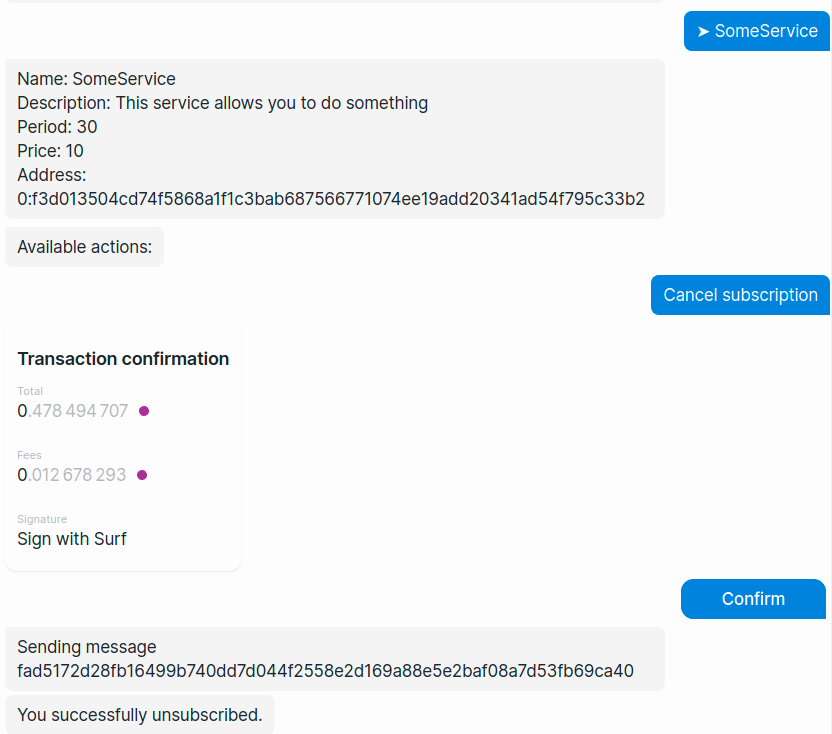 ➤ SomeService
Name: SomeService
Description: This service allows you to do something
Period: 30
Price: 10
Address:
0:f3d013504cd74f5868a1f1c3bab687566771074ee19add20341ad54f795c33b2
Available actions:
Cancel subscription
Transaction confirmation
Total
0.478 494 707
Fees
0.012 678 293
Signature
Sign with Surf
Confirm
Sending message
fad5172d28fb16499b740dd7d044f2558e2d169a88e5e2baf08a7d53fb69ca40
You successfully unsubscribed.